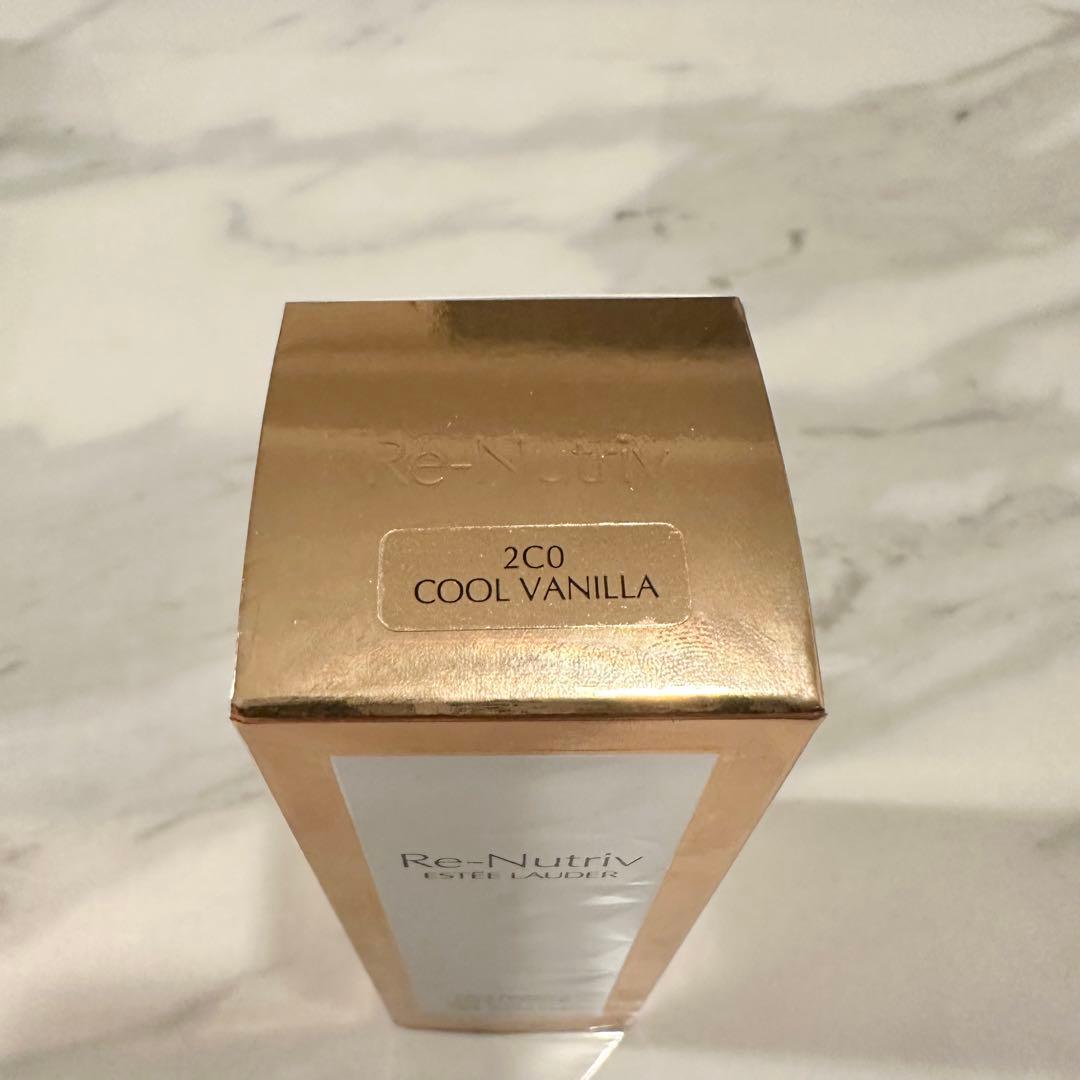 Re-Nutriv
2C0
COOL VANILLA
Re-Nutriv
ESTĒE LAUDER